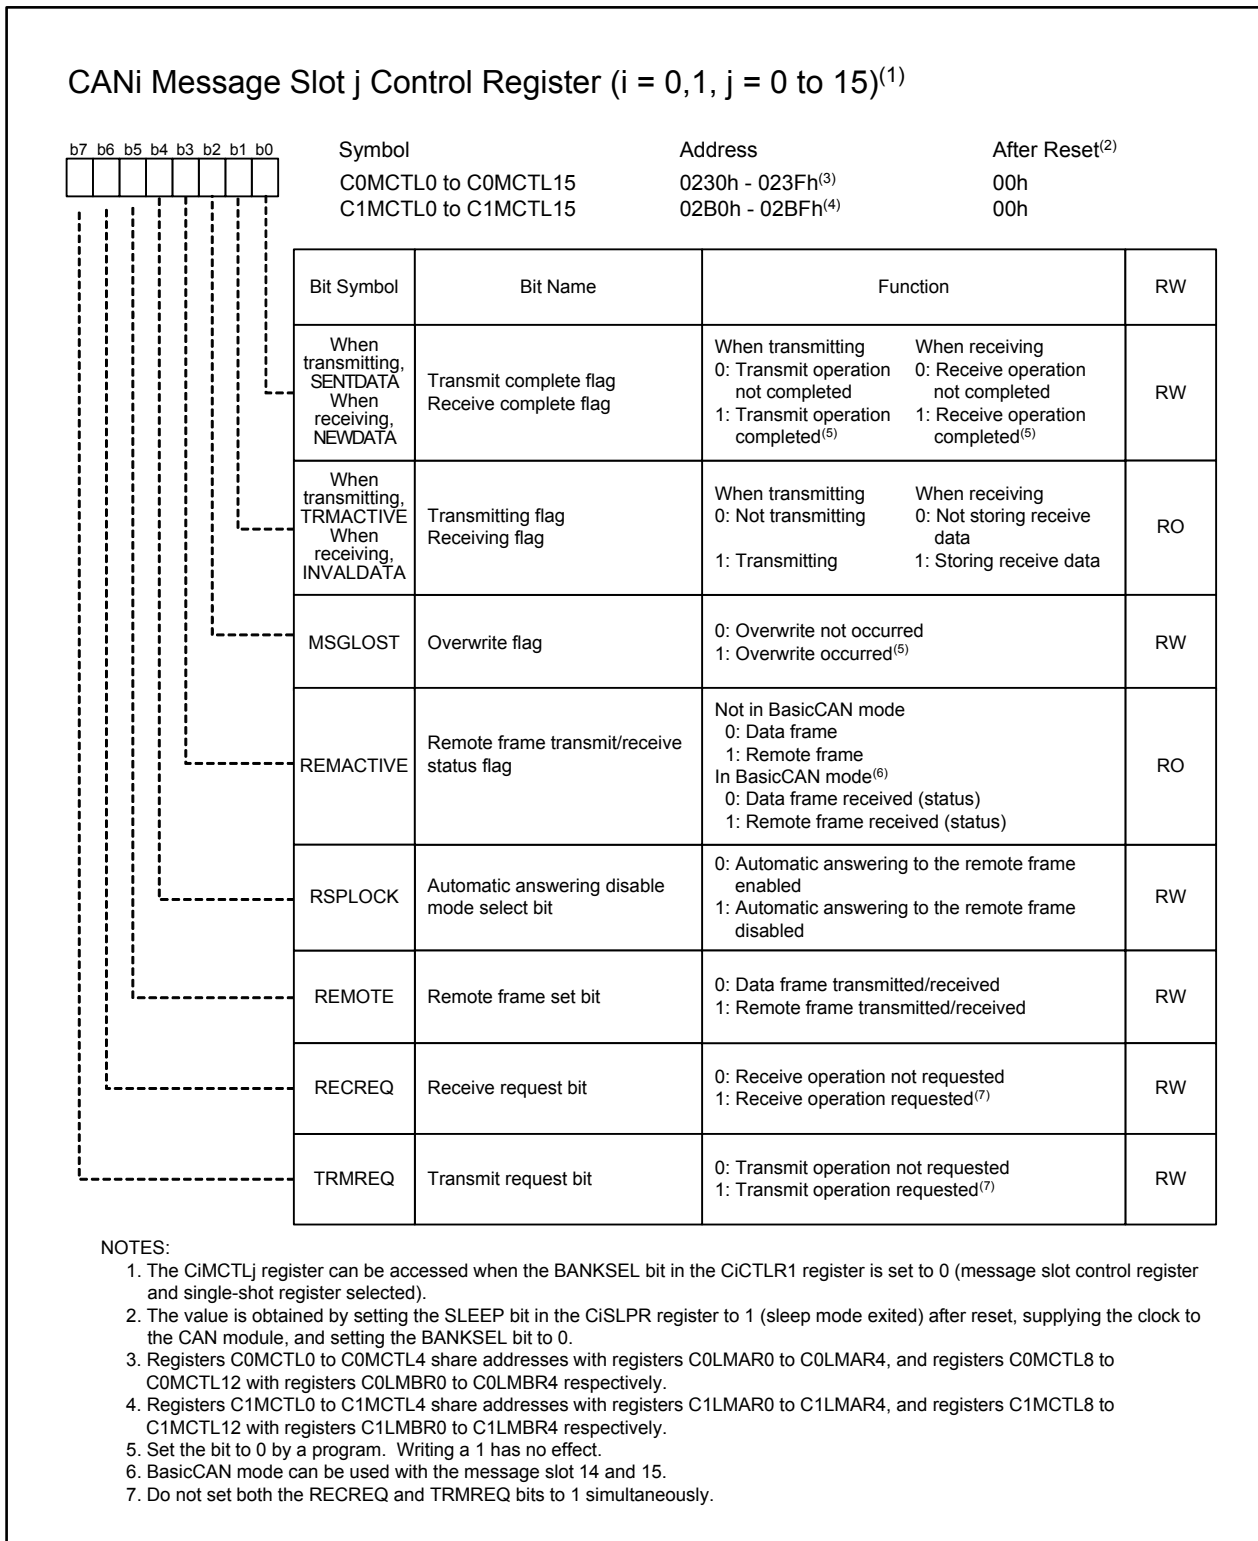 CANi Message Slot j Control Register (i = 0,1, j = 0 to 15)(1)
b7 b6 b5 b4 b3 b2 b1 b0
Symbol Address After Reset(2)
C0MCTL0 to C0MCTL15 0230h - 023Fh(3) 00h
C1MCTL0 to C1MCTL15 02B0h - 02BFh(4) 00h
Bit Symbol Bit Name Function RW
When
transmitting,
SENTDATA
When
receiving,
NEWDATA
Transmit complete flag
Receive complete flag
When transmitting
0: Transmit operation
not completed
1: Transmit operation
completed(5)
When receiving
0: Receive operation
not completed
1: Receive operation
completed(5)
RW
When
transmitting,
TRMACTIVE
When
receiving,
INVALDATA
Transmitting flag
Receiving flag
When transmitting
0: Not transmitting
1: Transmitting
When receiving
0: Not storing receive
data
1: Storing receive data
RO
MSGLOST
Overwrite flag
0: Overwrite not occurred
1: Overwrite occurred(5)
RW
REMACTIVE
Remote frame transmit/receive
status flag
Not in BasicCAN mode
0: Data frame
1: Remote frame
In BasicCAN mode(6)
0: Data frame received (status)
1: Remote frame received (status)
RO
RSPLOCK
Automatic answering disable
mode select bit
0: Automatic answering to the remote frame
enabled
1: Automatic answering to the remote frame
disabled
RW
REMOTE
Remote frame set bit
0: Data frame transmitted/received
1: Remote frame transmitted/received
RW
RECREQ
Receive request bit
0: Receive operation not requested
1: Receive operation requested(7)
RW
TRMREQ
Transmit request bit
0: Transmit operation not requested
1: Transmit operation requested(7)
RW
NOTES:
1. The CiMCTLj register can be accessed when the BANKSEL bit in the CiCTLR1 register is set to 0 (message slot control register
and single-shot register selected).
2. The value is obtained by setting the SLEEP bit in the CiSLPR register to 1 (sleep mode exited) after reset, supplying the clock to
the CAN module, and setting the BANKSEL bit to 0.
3. Registers C0MCTL0 to C0MCTL4 share addresses with registers C0LMAR0 to C0LMAR4, and registers C0MCTL8 to
C0MCTL12 with registers C0LMBR0 to C0LMBR4 respectively.
4. Registers C1MCTL0 to C1MCTL4 share addresses with registers C1LMAR0 to C1LMAR4, and registers C1MCTL8 to
C1MCTL12 with registers C1LMBR0 to C1LMBR4 respectively.
5. Set the bit to 0 by a program. Writing a 1 has no effect.
6. BasicCAN mode can be used with the message slot 14 and 15.
7. Do not set both the RECREQ and TRMREQ bits to 1 simultaneously.